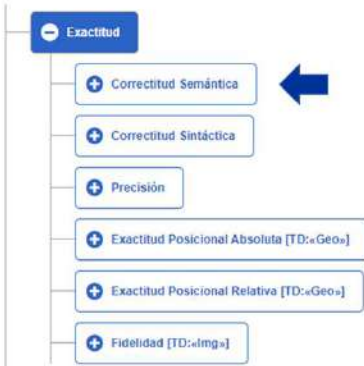 Exactitud
Correctitud Semántica
Correctitud Sintáctica
Precisión
Exactitud Posicional Absoluta [TD:«Geo»]
Exactitud Posicional Relativa [TD:«Geo»]
Fidelidad [TD:«Img»]